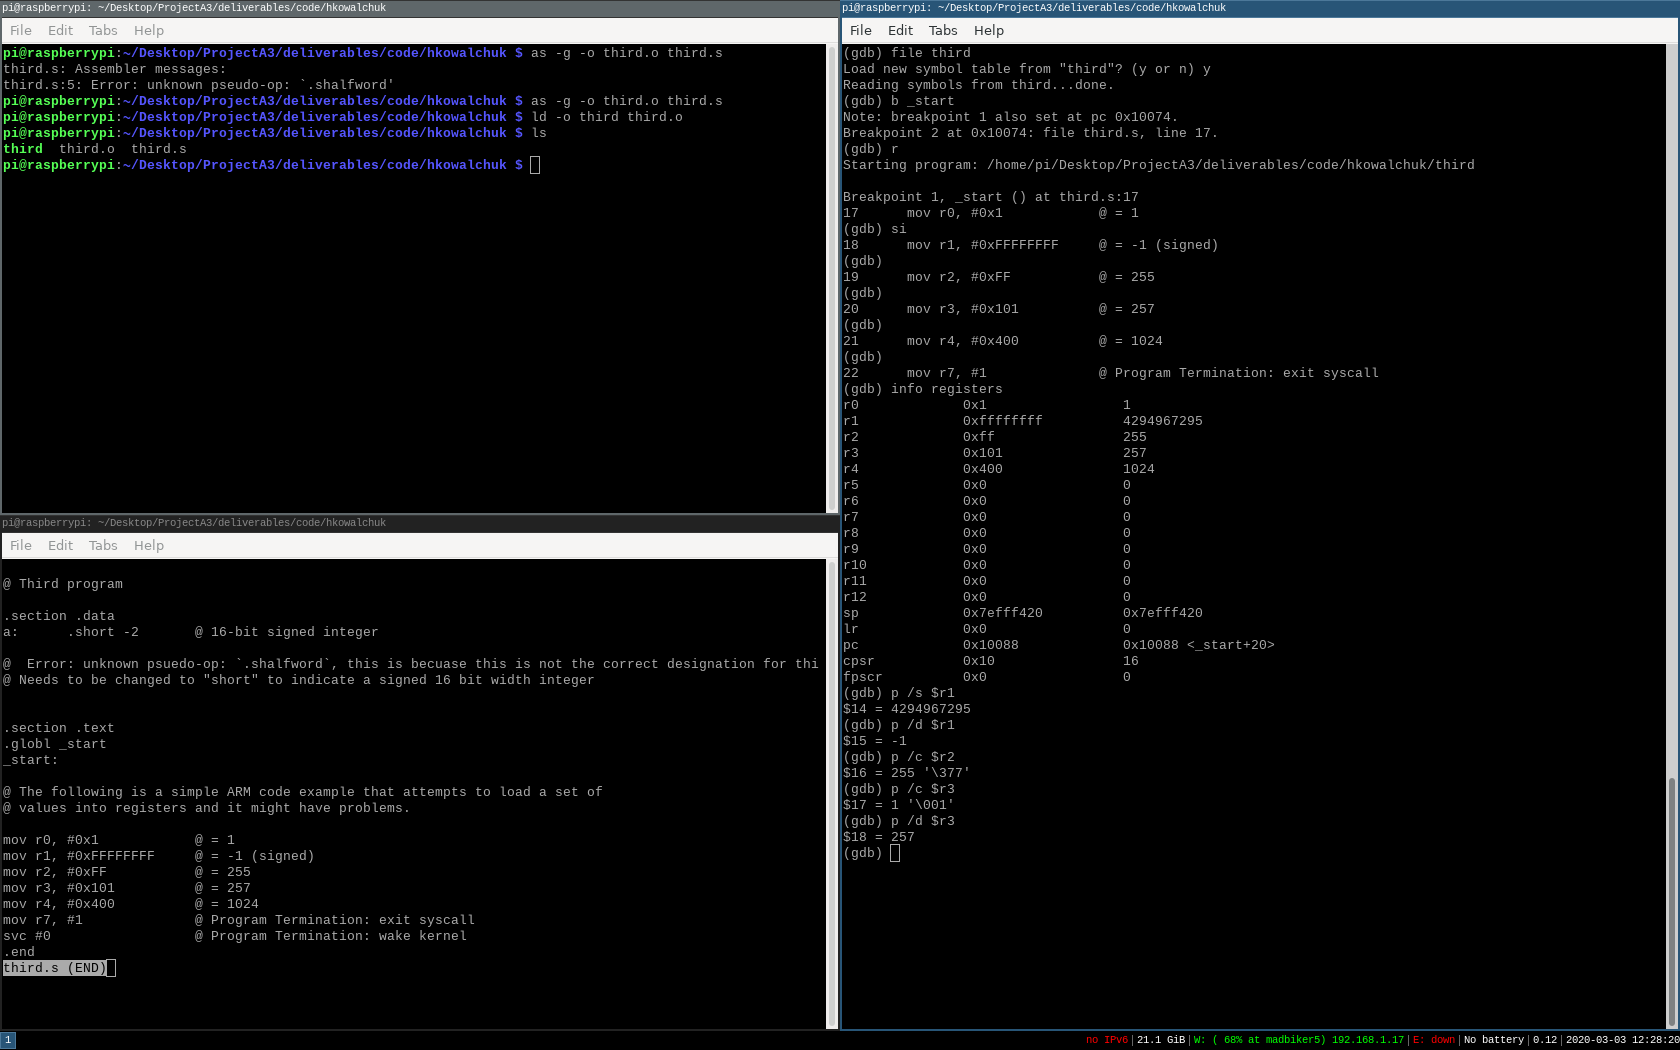 pi@raspberrypi: ~/Desktop/ProjectA3/deliverables/code/hkowalchuk
File Edit Tabs Help
pi@raspberrypi:~/Desktop/ProjectA3/deliverables/code/hkowalchuk $ as -g -o third.o third.s
third.s: Assembler messages:
third.s:5: Error: unknown pseudo-op: `.shalfword'
pi@raspberrypi:~/Desktop/ProjectA3/deliverables/code/hkowalchuk $ as -g -o third.o third.s
pi@raspberrypi:~/Desktop/ProjectA3/deliverables/code/hkowalchuk $ ld -o third third.o
pi@raspberrypi:~/Desktop/ProjectA3/deliverables/code/hkowalchuk $ ls
third  third.o  third.s
pi@raspberrypi:~/Desktop/ProjectA3/deliverables/code/hkowalchuk $
pi@raspberrypi: ~/Desktop/ProjectA3/deliverables/code/hkowalchuk
File Edit Tabs Help
@ Third program
.section .data
a:      .short -2       @ 16-bit signed integer
@  Error: unknown psuedo-op: `.shalfword`, this is becuase this is not the correct designation for thi
@ Needs to be changed to "short" to indicate a signed 16 bit width integer
.section .text
.globl _start
_start:
@ The following is a simple ARM code example that attempts to load a set of
@ values into registers and it might have problems.
mov r0, #0x1            @ = 1
mov r1, #0xFFFFFFFF     @ = -1 (signed)
mov r2, #0xFF           @ = 255
mov r3, #0x101          @ = 257
mov r4, #0x400          @ = 1024
mov r7, #1              @ Program Termination: exit syscall
svc #0                  @ Program Termination: wake kernel
.end
third.s (END)
pi@raspberrypi: ~/Desktop/ProjectA3/deliverables/code/hkowalchuk
File Edit Tabs Help
(gdb) file third
Load new symbol table from "third"? (y or n) y
Reading symbols from third...done.
(gdb) b _start
Note: breakpoint 1 also set at pc 0x10074.
Breakpoint 2 at 0x10074: file third.s, line 17.
(gdb) r
Starting program: /home/pi/Desktop/ProjectA3/deliverables/code/hkowalchuk/third
Breakpoint 1, _start () at third.s:17
17      mov r0, #0x1            @ = 1
(gdb) si
18      mov r1, #0xFFFFFFFF     @ = -1 (signed)
(gdb)
19      mov r2, #0xFF           @ = 255
(gdb)
20      mov r3, #0x101          @ = 257
(gdb)
21      mov r4, #0x400          @ = 1024
(gdb)
22      mov r7, #1              @ Program Termination: exit syscall
(gdb) info registers
r0             0x1                 1
r1             0xffffffff          4294967295
r2             0xff                255
r3             0x101               257
r4             0x400               1024
r5             0x0                 0
r6             0x0                 0
r7             0x0                 0
r8             0x0                 0
r9             0x0                 0
r10            0x0                 0
r11            0x0                 0
r12            0x0                 0
sp             0x7efff420          0x7efff420
lr             0x0                 0
pc             0x10088             0x10088 <_start+20>
cpsr           0x10                16
fpscr          0x0                 0
(gdb) p /s $r1
$14 = 4294967295
(gdb) p /d $r1
$15 = -1
(gdb) p /c $r2
$16 = 255 '\377'
(gdb) p /c $r3
$17 = 1 '\001'
(gdb) p /d $r3
$18 = 257
(gdb)
1
no IPv6|21.1 GiB|W: ( 68% at madbiker5) 192.168.1.17|E: down|No battery|0.12|2020-03-03 12:28:20